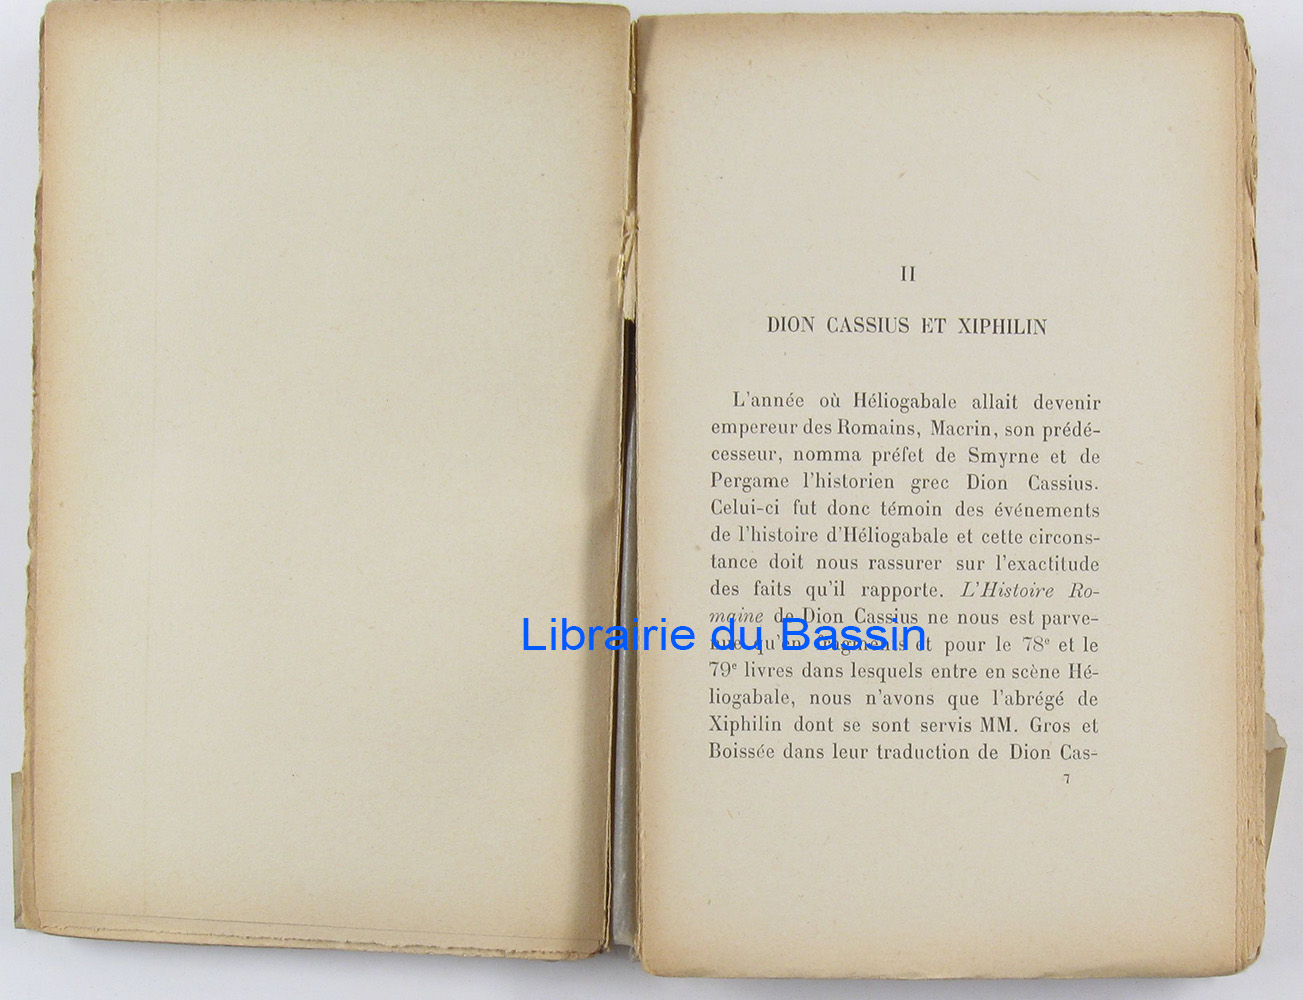 II
DION CASSIUS ET XIPHILIN
L'année où Héliogabale allait devenir
empereur des Romains, Macrin, son prédé-
cesseur, nomma préfet de Smyrne et de
Pergame l'historien grec Dion Cassius.
Celui-ci fut donc témoin des événements
de l'histoire d'Héliogabale et cette circons-
tance doit nous rassurer sur l'exactitude
des faits qu'il rapporte. L'Histoire Ro-
maine de Dion Cassius ne nous est parve-
nue qu'en fragments et pour le 78e et le
79e livres dans lesquels entre en scène Hé-
liogabale, nous n'avons que l'abrégé de
Xiphilin dont se sont servis MM. Gros et
Boissée dans leur traduction de Dion Cas-
7
Librairie du Bassin